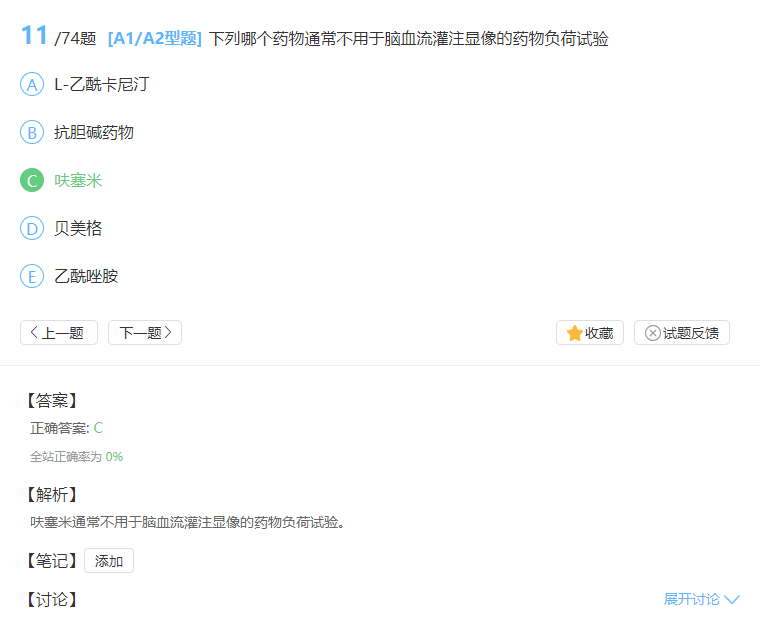 11 /74题 [A1/A2型题] 下列哪个药物通常不用于脑血流灌注显像的药物负荷试验
A L-乙酰卡尼汀
B 抗胆碱药物
C 呋塞米
D 贝美格
E 乙酰唑胺
上一题 下一题 收藏 试题反馈
【答案】
正确答案: C
全站正确率为 0%
【解析】
呋塞米通常不用于脑血流灌注显像的药物负荷试验。
【笔记】 添加
【讨论】 展开讨论